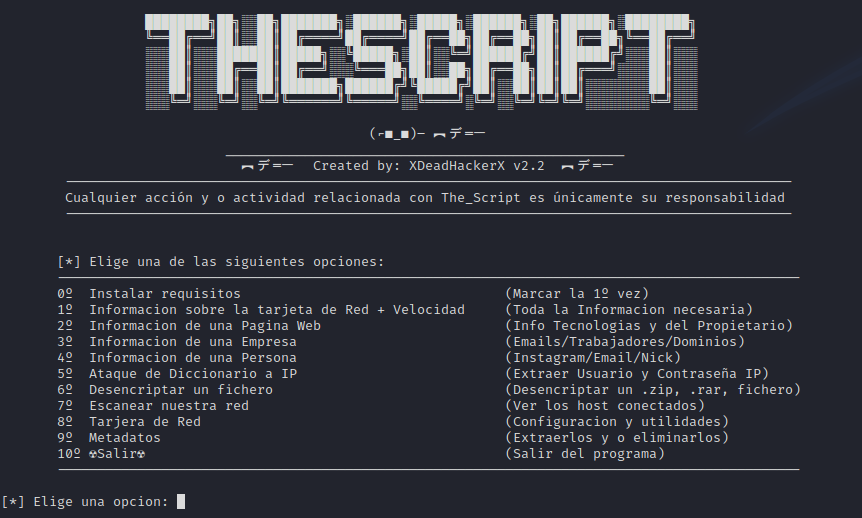 THESCRIPT
(⌐■_■)– ︻デ═一
︻デ═一 Created by: XDeadHackerX v2.2 ︻デ═一
Cualquier acción y o actividad relacionada con The_Script es únicamente su responsabilidad
[*] Elige una de las siguientes opciones:
0º Instalar requisitos (Marcar la 1º vez)
1º Informacion sobre la tarjeta de Red + Velocidad (Toda la Informacion necesaria)
2º Informacion de una Pagina Web (Info Tecnologias y del Propietario)
3º Informacion de una Empresa (Emails/Trabajadores/Dominios)
4º Informacion de una Persona (Instagram/Email/Nick)
5º Ataque de Diccionario a IP (Extraer Usuario y Contraseña IP)
6º Desencriptar un fichero (Desencriptar un .zip, .rar, fichero)
7º Escanear nuestra red (Ver los host conectados)
8º Tarjera de Red (Configuracion y utilidades)
9º Metadatos (Extraerlos y o eliminarlos)
10º ☢Salir☢ (Salir del programa)
[*] Elige una opcion: